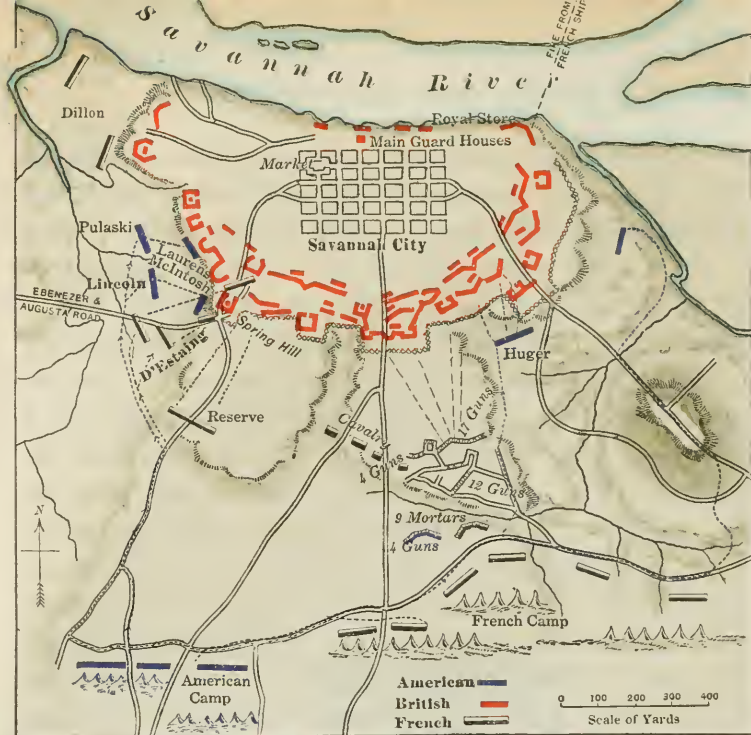 Savannah River
FIRE FROM
FRENCH SHIP
Dillon
Royal Store
Main Guard Houses
Market
Pulaski
Savannah City
Laurens
McIntosh
Lincoln
EBENEZER &
AUGUSTA ROAD
Spring Hill
D'Estaing
Huger
Reserve
Cavalry
17 Guns
4 Guns
12 Guns
9 Mortars
4 Guns
N
French Camp
American
Camp
American
British
French
0 100 200 300 400
Scale of Yards